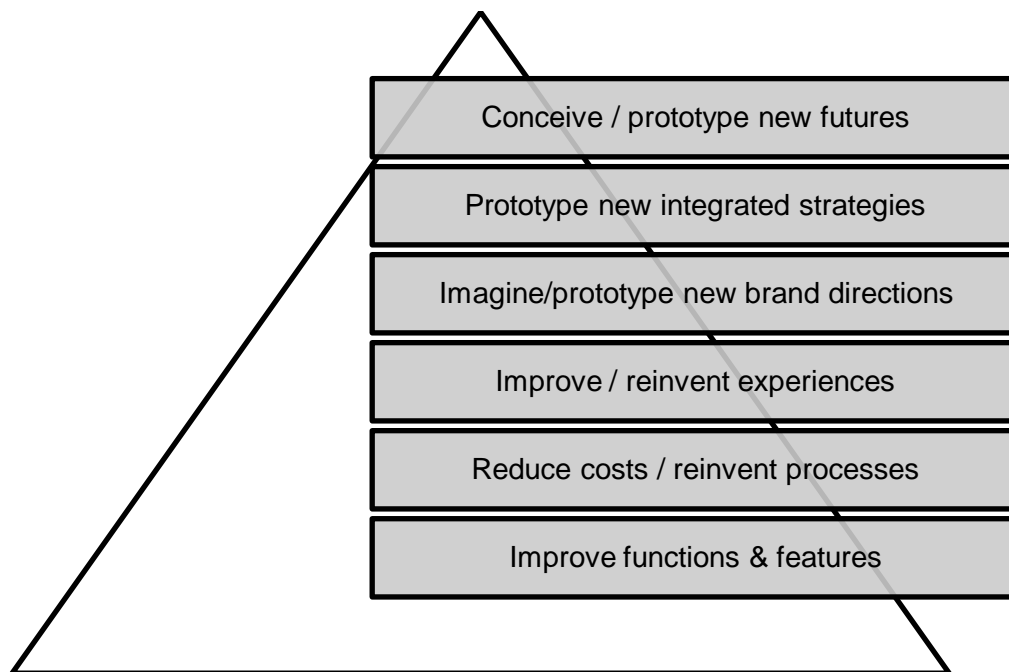 Conceive / prototype new futures
Prototype new integrated strategies
Imagine/prototype new brand directions
Improve / reinvent experiences
Reduce costs / reinvent processes
Improve functions & features